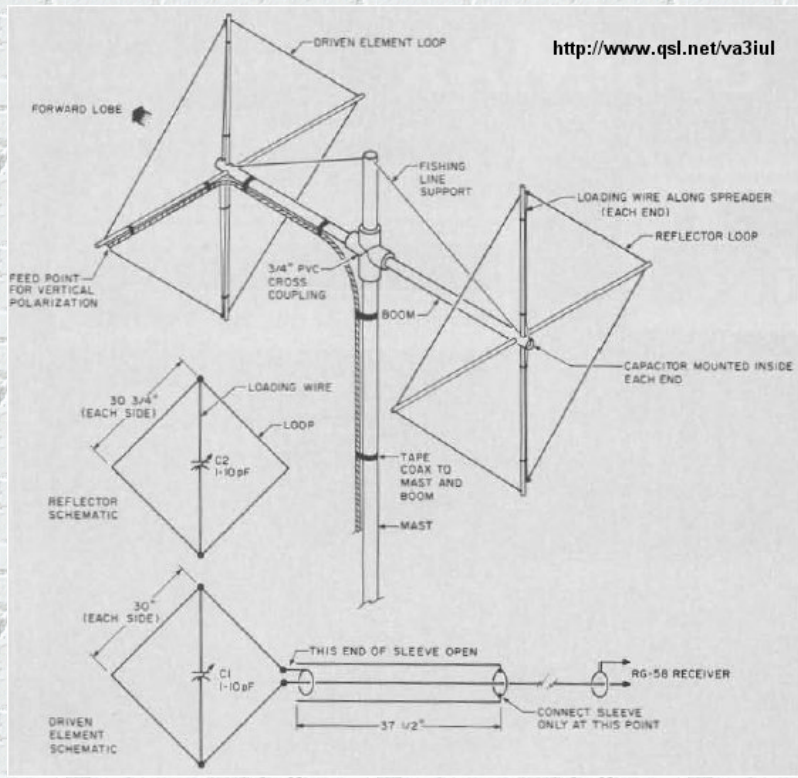 http://www.qsl.net/va3iul
DRIVEN ELEMENT LOOP
FORWARD LOBE
FISHING
LINE
SUPPORT
LOADING WIRE ALONG SPREADER
(EACH END)
REFLECTOR LOOP
FEED POINT
FOR VERTICAL
POLARIZATION
3/4" PVC
CROSS
COUPLING
BOOM
CAPACITOR MOUNTED INSIDE
EACH END
30 3/4"
(EACH SIDE)
LOADING WIRE
LOOP
C2
1-10pF
REFLECTOR
SCHEMATIC
TAPE
COAX TO
MAST AND
BOOM
MAST
30"
(EACH SIDE)
THIS END OF SLEEVE OPEN
RG-58 RECEIVER
C1
1-10pF
37 1/2"
CONNECT SLEEVE
ONLY AT THIS POINT
DRIVEN
ELEMENT
SCHEMATIC